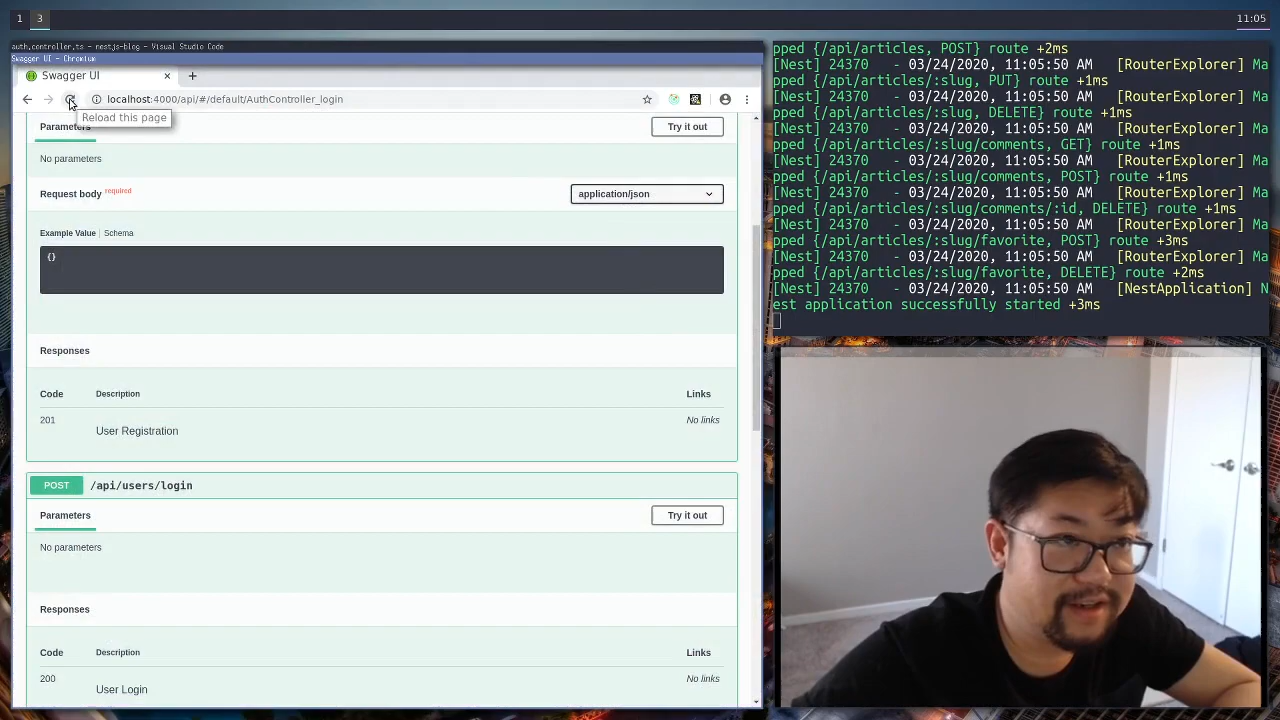 1 3 11:05
auth.controller.ts - nestjs-blog - Visual Studio Code
Swagger UI - Chromium
Swagger UI
localhost:4000/api/#/default/AuthController_login
Reload this page
Parameters Try it out
No parameters
Request body required application/json
Example Value Schema
{}
Responses
Code Description Links
201 User Registration No links
POST /api/users/login
Parameters Try it out
No parameters
Responses
Code Description Links
200 User Login No links
pped {/api/articles, POST} route +2ms
[Nest] 24370 - 03/24/2020, 11:05:50 AM [RouterExplorer] Ma
pped {/api/articles/:slug, PUT} route +1ms
[Nest] 24370 - 03/24/2020, 11:05:50 AM [RouterExplorer] Ma
pped {/api/articles/:slug, DELETE} route +1ms
[Nest] 24370 - 03/24/2020, 11:05:50 AM [RouterExplorer] Ma
pped {/api/articles/:slug/comments, GET} route +1ms
[Nest] 24370 - 03/24/2020, 11:05:50 AM [RouterExplorer] Ma
pped {/api/articles/:slug/comments, POST} route +1ms
[Nest] 24370 - 03/24/2020, 11:05:50 AM [RouterExplorer] Ma
pped {/api/articles/:slug/comments/:id, DELETE} route +1ms
[Nest] 24370 - 03/24/2020, 11:05:50 AM [RouterExplorer] Ma
pped {/api/articles/:slug/favorite, POST} route +3ms
[Nest] 24370 - 03/24/2020, 11:05:50 AM [RouterExplorer] Ma
pped {/api/articles/:slug/favorite, DELETE} route +2ms
[Nest] 24370 - 03/24/2020, 11:05:50 AM [NestApplication] N
est application successfully started +3ms